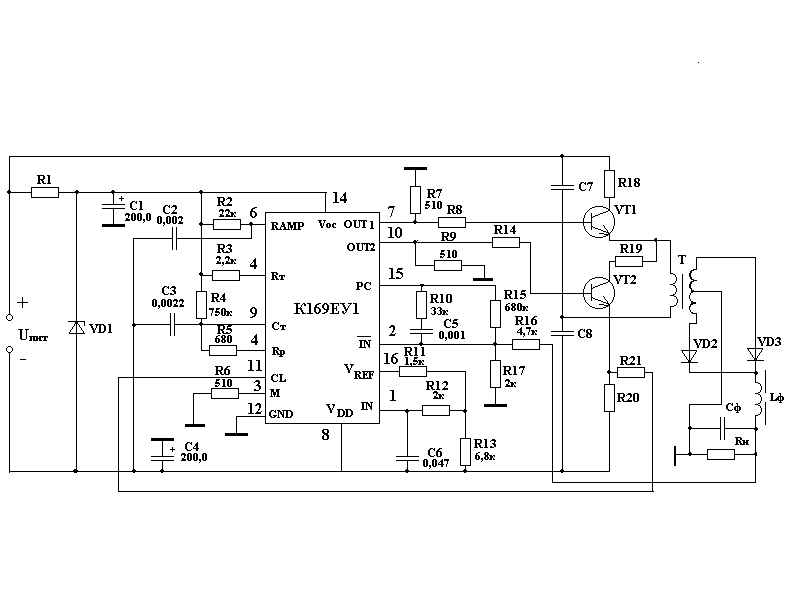 R1
+
Uпит
−
VD1
+
C1
200,0
C2
0,002
R2
22к
R3
2,2к
R4
750к
C3
0,0022
R5
680
R6
510
C4
+
200,0
6
4
9
4
11
3
12
8
14
7
10
15
2
16
1
RAMP
Rт
Cт
Rр
CL
M
GND
Vос
OUT1
OUT2
PC
IN
VREF
IN
VDD
К169ЕУ1
R7
510
R8
R9
510
R14
R10
33к
C5
0,001
R15
680к
R16
4,7к
R11
1,5к
R12
2к
R17
2к
C6
0,047
R13
6,8к
C7
C8
R18
VT1
R19
VT2
R20
R21
T
VD2
VD3
Cф
Lф
Rн